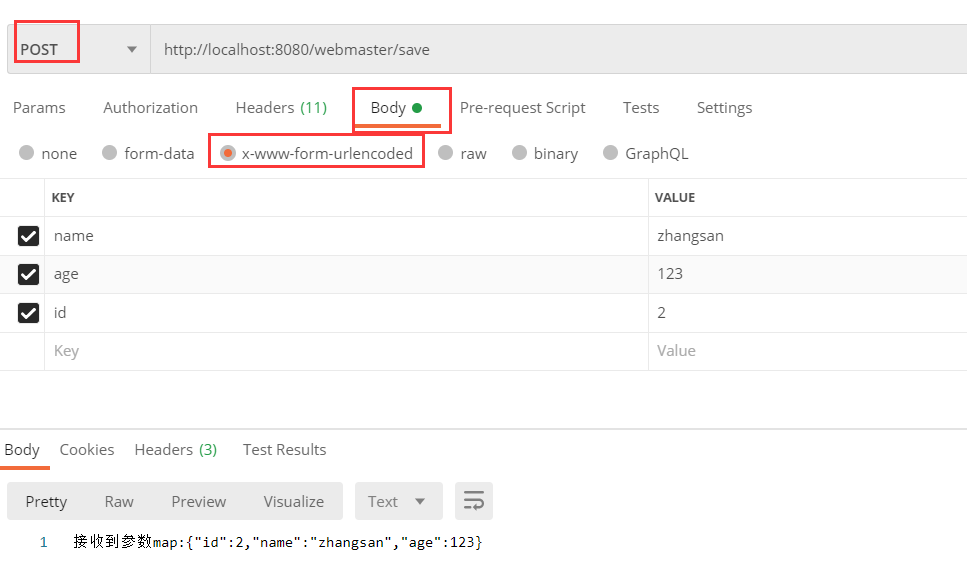 POST http://localhost:8080/webmaster/save
Params Authorization Headers (11) Body Pre-request Script Tests Settings
none form-data x-www-form-urlencoded raw binary GraphQL
KEY VALUE
name zhangsan
age 123
id 2
Key Value
Body Cookies Headers (3) Test Results
Pretty Raw Preview Visualize Text
1 接收到参数map:{"id":2,"name":"zhangsan","age":123}